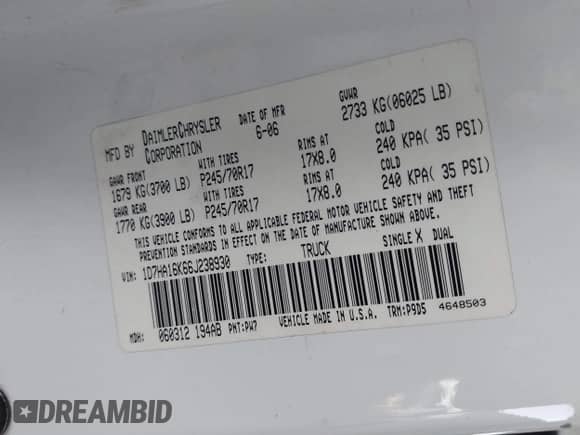 MFD BY DAIMLERCHRYSLER CORPORATION
DATE OF MFR 6-06
GVWR 2733 KG(06025 LB)
GAWR FRONT WITH TIRES RIMS AT COLD
1679 KG(3700 LB) P245/70R17 17X8.0 240 KPA( 35 PSI)
GAWR REAR WITH TIRES RIMS AT COLD
1770 KG(3900 LB) P245/70R17 17X8.0 240 KPA( 35 PSI)
THIS VEHICLE CONFORMS TO ALL APPLICABLE FEDERAL MOTOR VEHICLE SAFETY AND THEFT
PREVENTION STANDARDS IN EFFECT ON THE DATE OF MANUFACTURE SHOWN ABOVE.
VIN: 1D7HA16K66J238930 TYPE: TRUCK SINGLE X DUAL
MDH: 060312 194AB PNT:PW7 VEHICLE MADE IN U.S.A. TRM:P9D5 4648503
DREAMBID